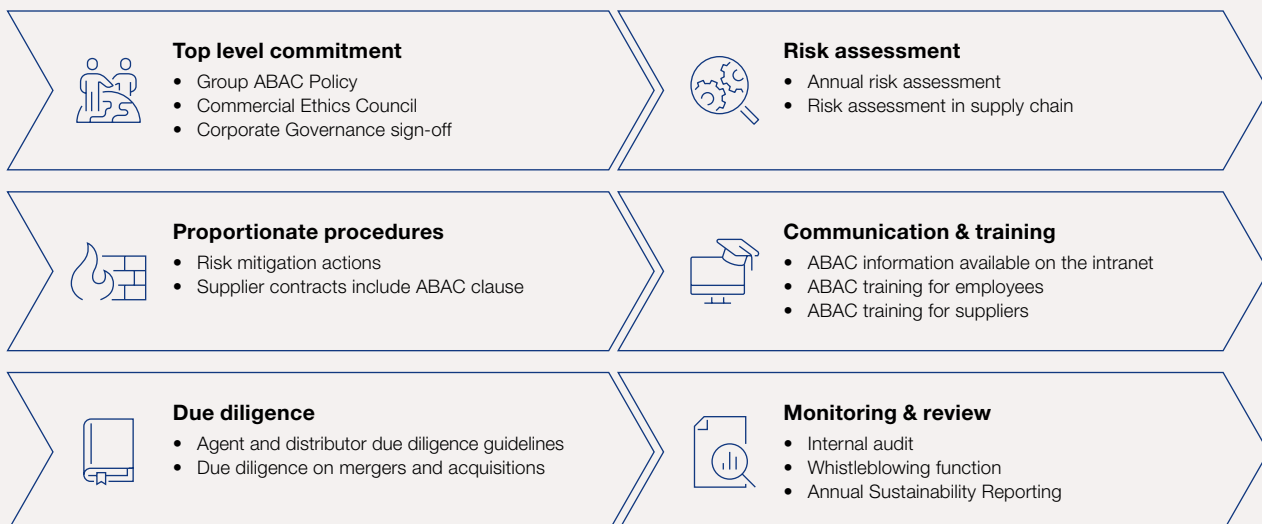 Top level commitment
• Group ABAC Policy
• Commercial Ethics Council
• Corporate Governance sign-off
Risk assessment
• Annual risk assessment
• Risk assessment in supply chain
Proportionate procedures
• Risk mitigation actions
• Supplier contracts include ABAC clause
Communication & training
• ABAC information available on the intranet
• ABAC training for employees
• ABAC training for suppliers
Due diligence
• Agent and distributor due diligence guidelines
• Due diligence on mergers and acquisitions
Monitoring & review
• Internal audit
• Whistleblowing function
• Annual Sustainability Reporting